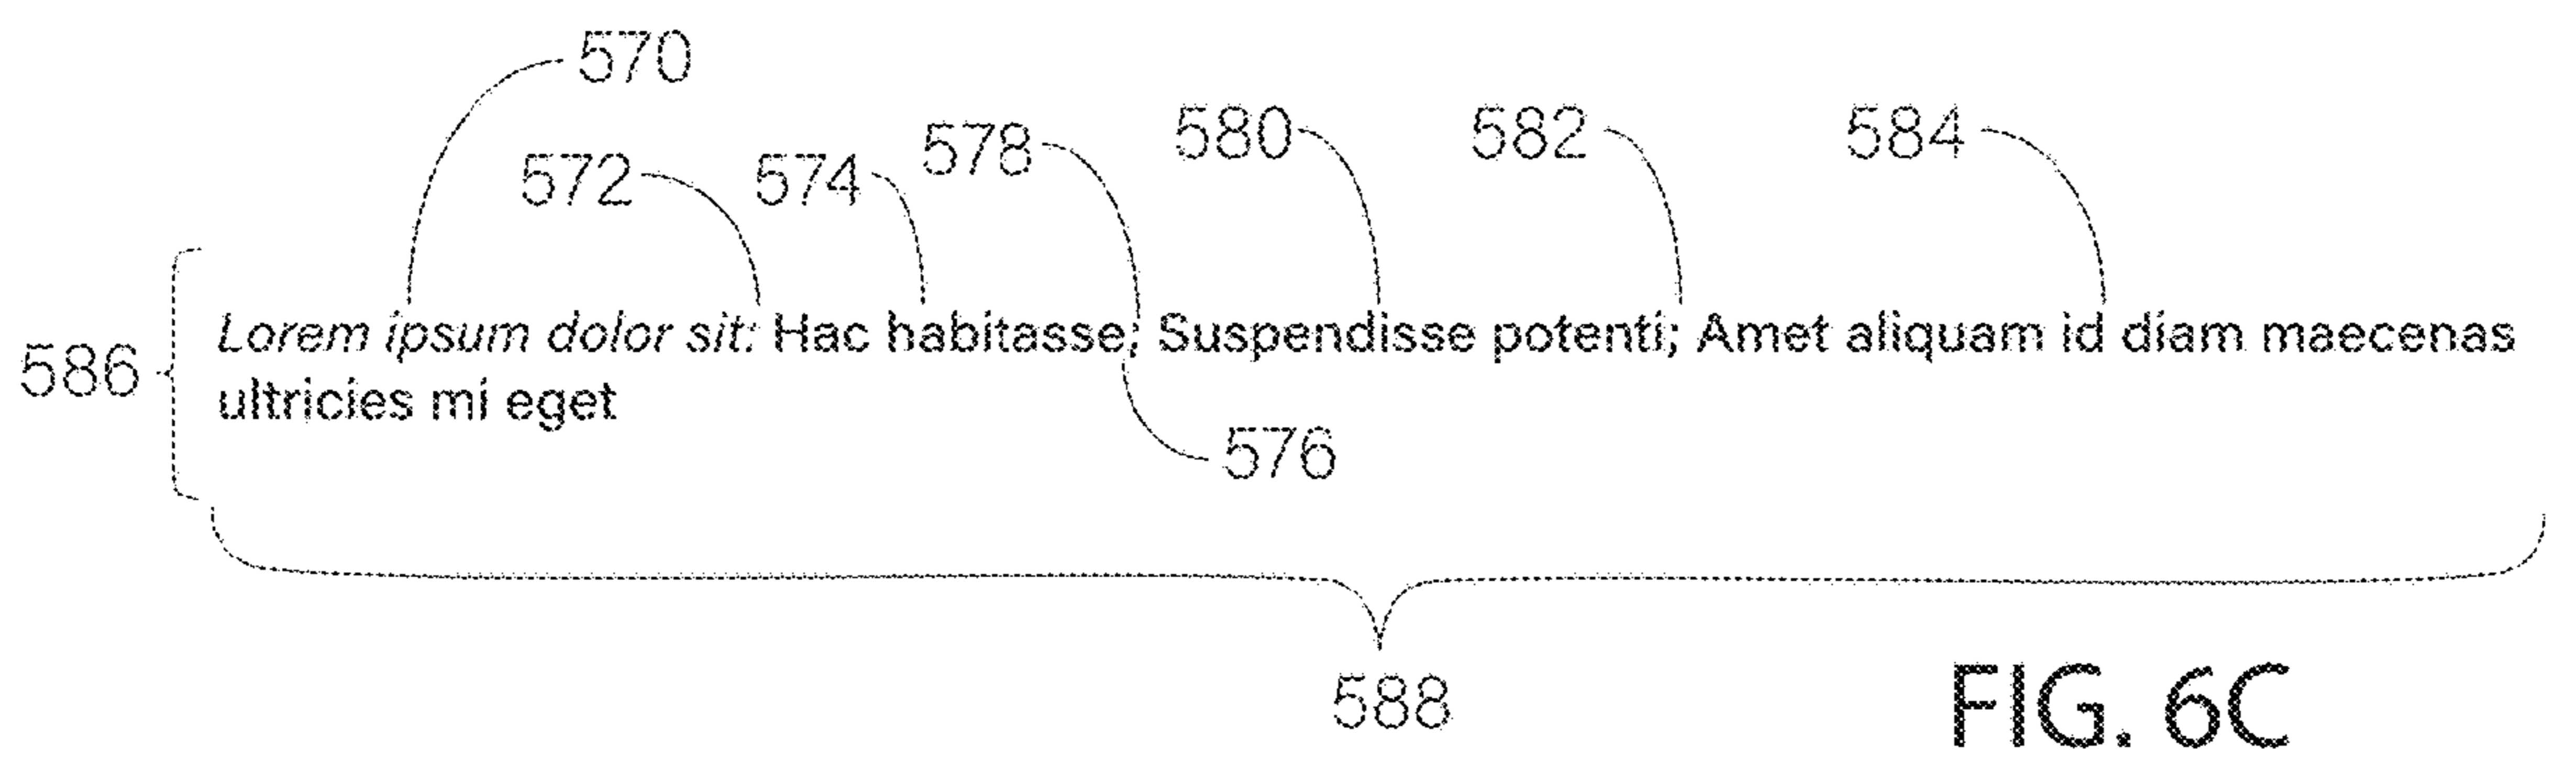 570
572 574 578 580 582 584
586
Lorem ipsum dolor sit: Hac habitasse; Suspendisse potenti; Amet aliquam id diam maecenas
ultricies mi eget
576
588
FIG. 6C